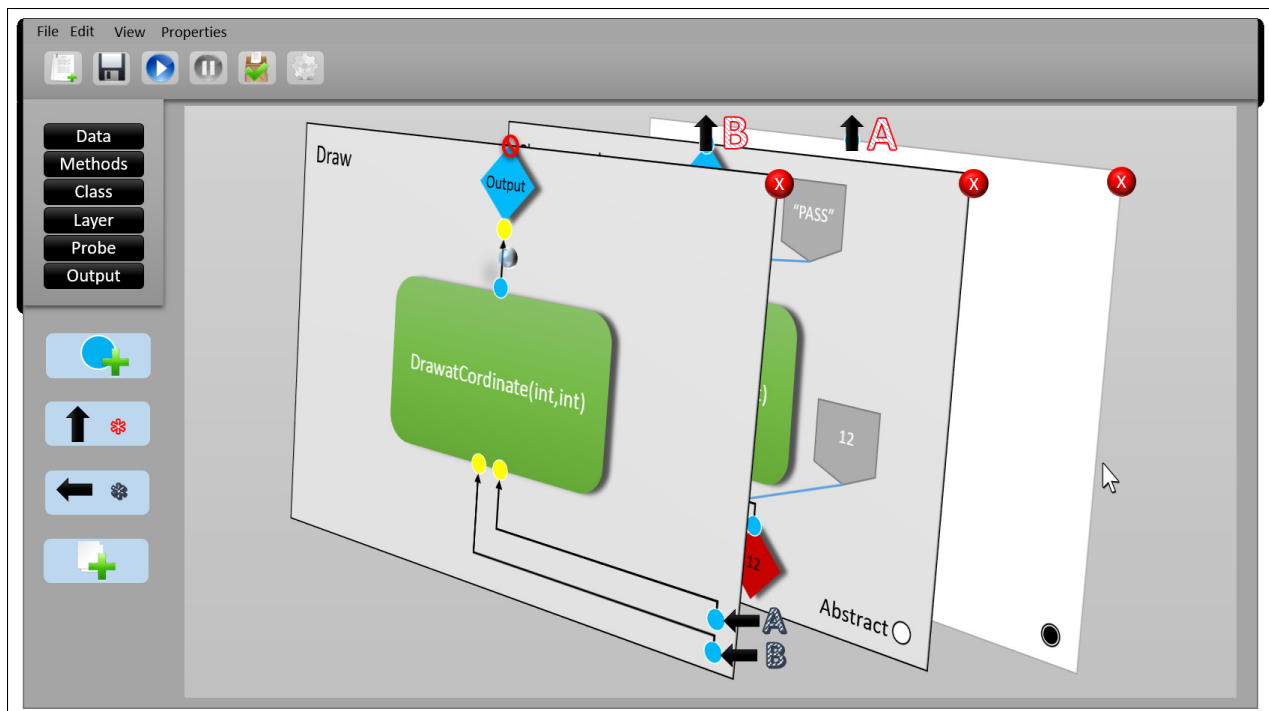 File Edit View Properties
Data
Methods
Class
Layer
Probe
Output
B
A
Draw
Output
X
X
X
"PASS"
DrawatCordinate(int,int)
)
12
12
Abstract
A
B